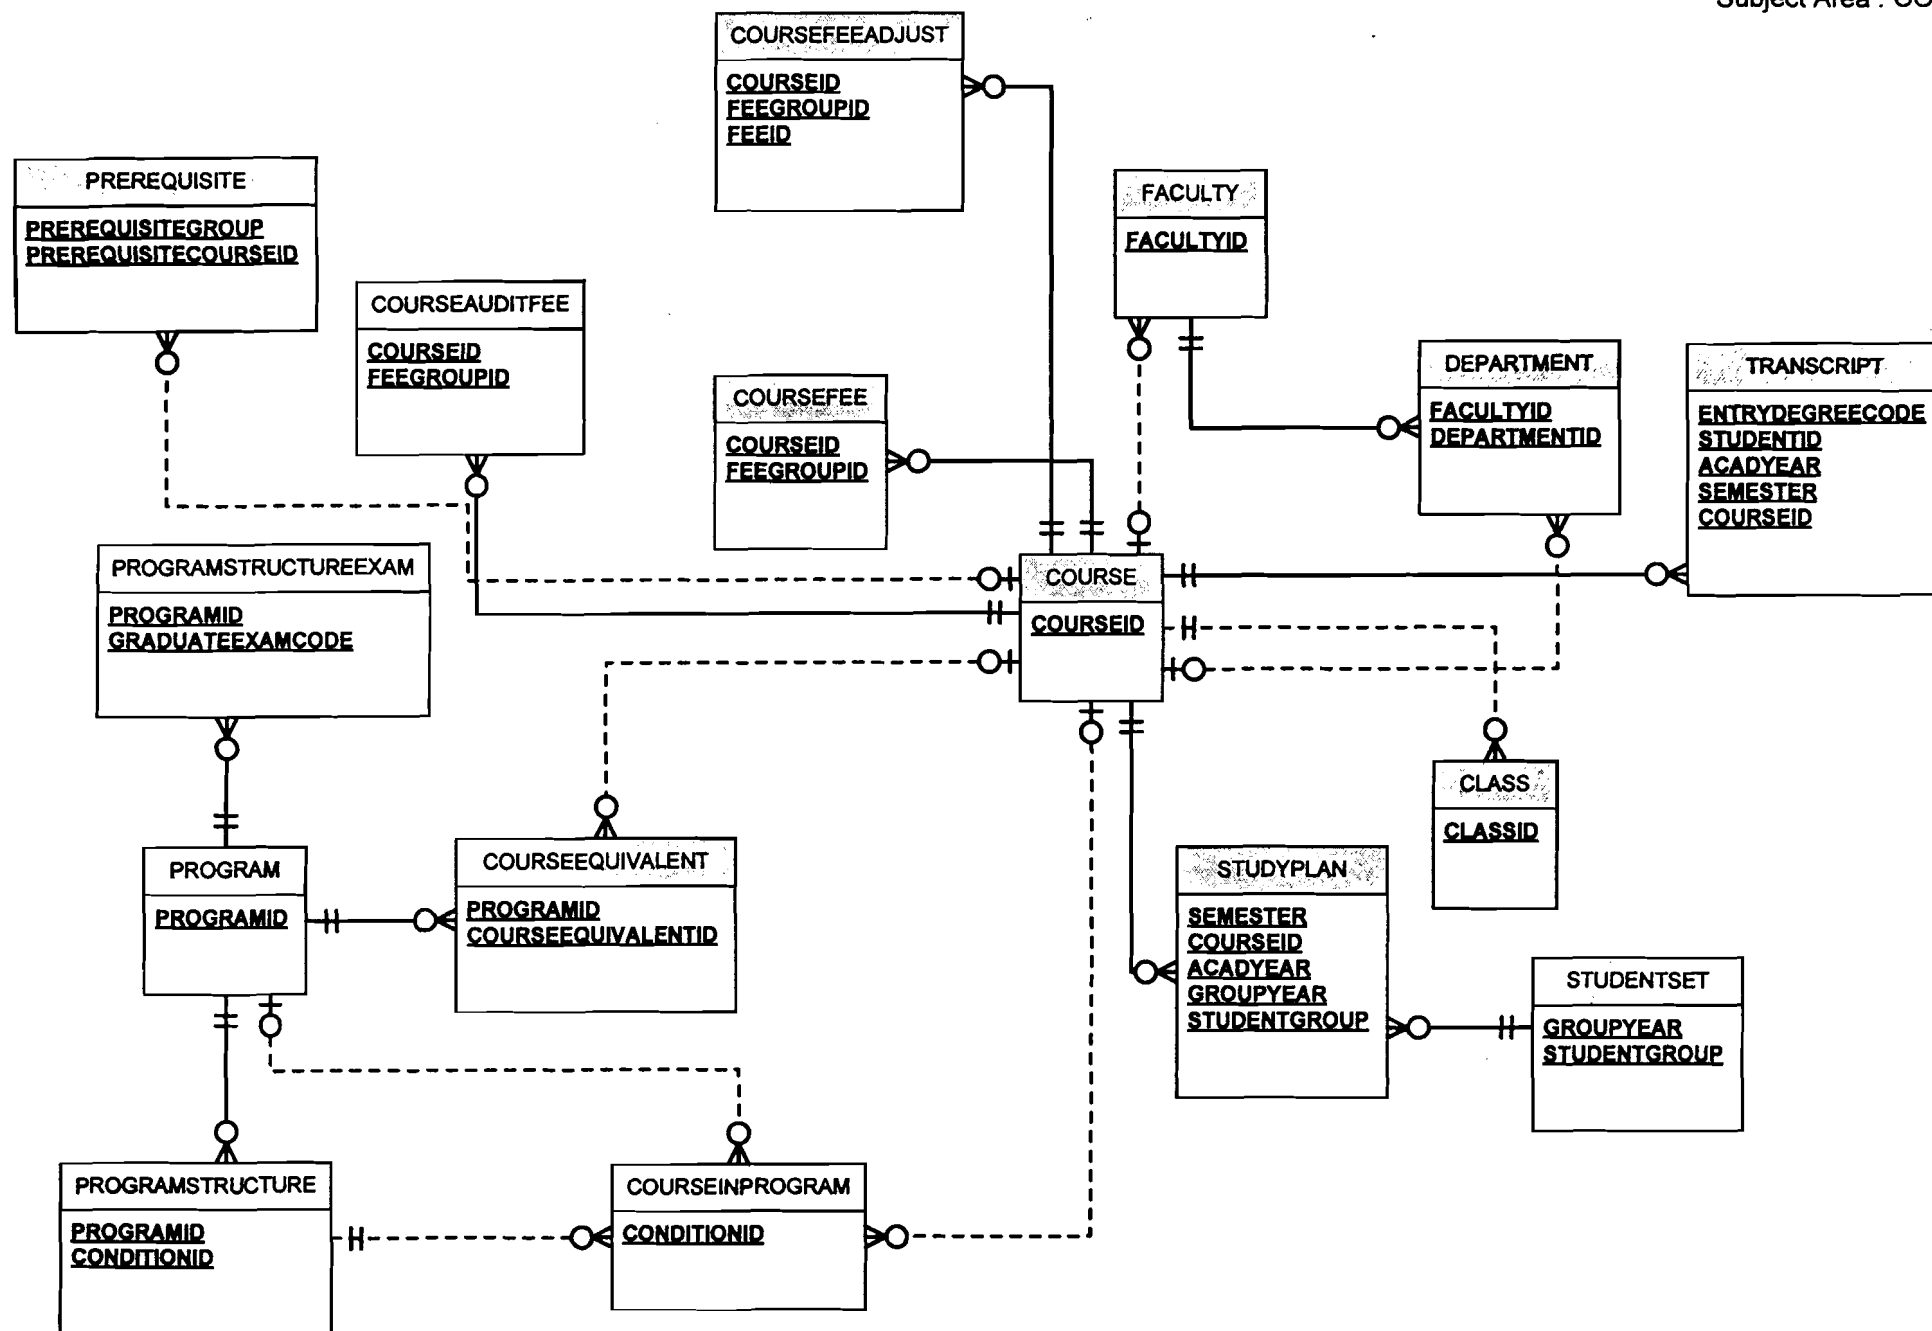 Subject Area :
COURSEFEEADJUST
COURSEID
FEEGROUPID
FEEID
PREREQUISITE
PREREQUISITEGROUP
PREREQUISITECOURSEID
FACULTY
FACULTYID
COURSEAUDITFEE
COURSEID
FEEGROUPID
COURSEFEE
COURSEID
FEEGROUPID
DEPARTMENT
FACULTYID
DEPARTMENTID
TRANSCRIPT
ENTRYDEGREECODE
STUDENTID
ACADYEAR
SEMESTER
COURSEID
PROGRAMSTRUCTUREEXAM
PROGRAMID
GRADUATEEXAMCODE
COURSE
COURSEID
CLASS
CLASSID
PROGRAM
PROGRAMID
COURSEEQUIVALENT
PROGRAMID
COURSEEQUIVALENTID
STUDYPLAN
SEMESTER
COURSEID
ACADYEAR
GROUPYEAR
STUDENTGROUP
STUDENTSET
GROUPYEAR
STUDENTGROUP
PROGRAMSTRUCTURE
PROGRAMID
CONDITIONID
COURSEINPROGRAM
CONDITIONID